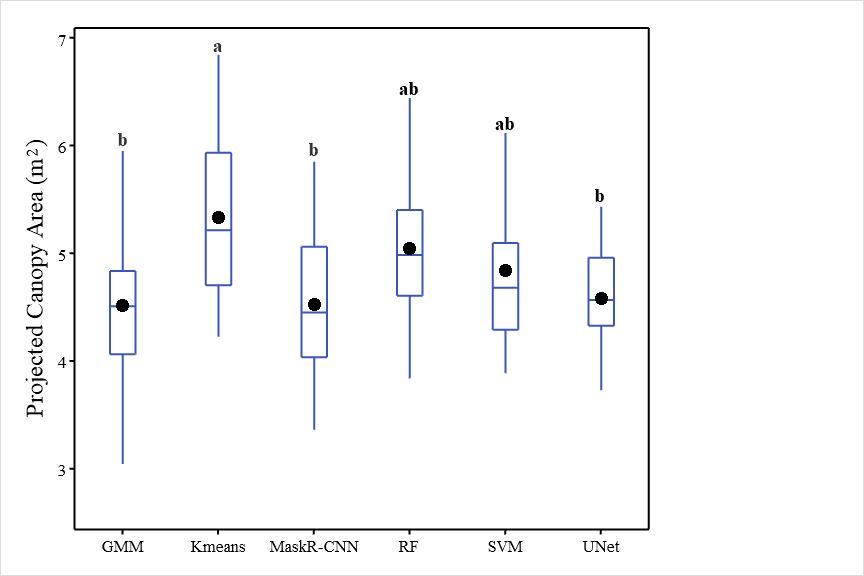 Projected Canopy Area (m²)
7
6
5
4
3
b
a
b
ab
ab
b
GMM Kmeans MaskR-CNN RF SVM UNet